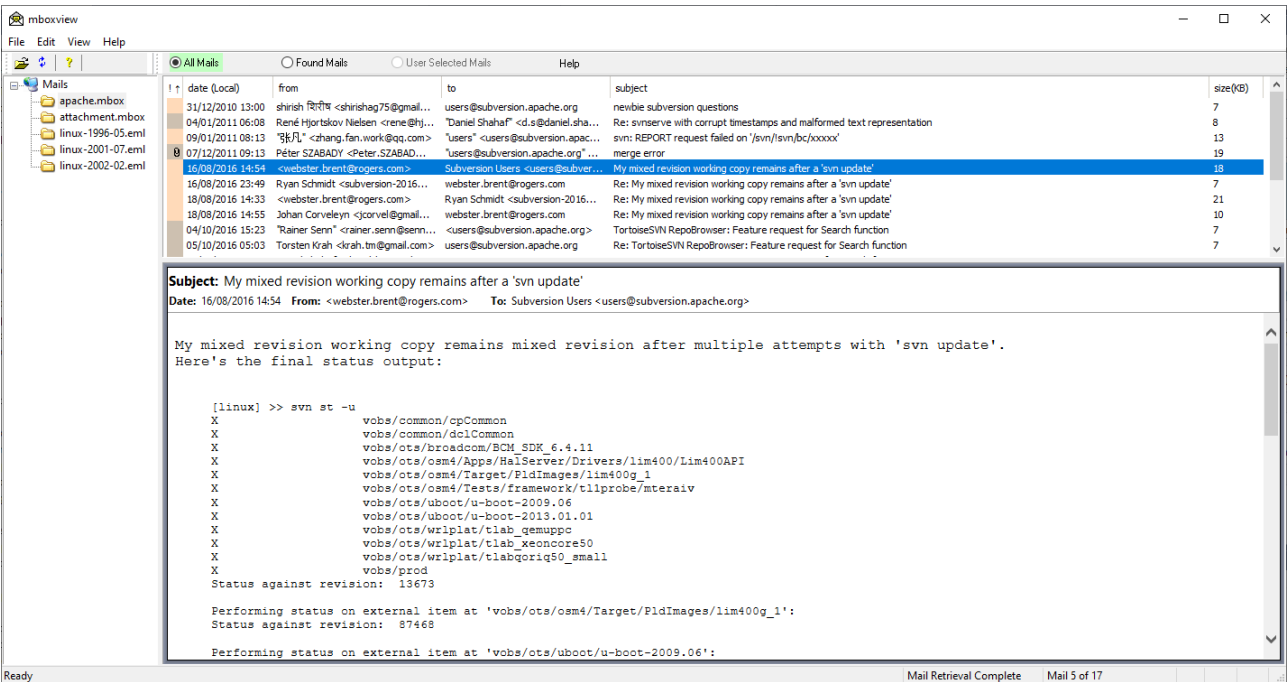 mboxview
File Edit View Help
? All Mails Found Mails User Selected Mails Help
Mails
apache.mbox
attachment.mbox
linux-1996-05.eml
linux-2001-07.eml
linux-2002-02.eml
! ↑ date (Local) from to subject size(KB)
31/12/2010 13:00 shirish शिरीष <shirishag75@gmail... users@subversion.apache.org newbie subversion questions 7
04/01/2011 06:08 René Hjortskov Nielsen <rene@hj... "Daniel Shahaf" <d.s@daniel.sha... Re: svnserve with corrupt timestamps and malformed text representation 8
09/01/2011 08:13 "张凡" <zhang.fan.work@qq.com> "users" <users@subversion.apac... svn: REPORT request failed on '/svn/!svn/bc/xxxxx' 13
07/12/2011 09:13 Péter SZABADY <Peter.SZABAD... "users@subversion.apache.org" ... merge error 19
16/08/2016 14:54 <webster.brent@rogers.com> Subversion Users <users@subver... My mixed revision working copy remains after a 'svn update' 18
16/08/2016 23:49 Ryan Schmidt <subversion-2016... webster.brent@rogers.com Re: My mixed revision working copy remains after a 'svn update' 7
18/08/2016 14:33 <webster.brent@rogers.com> Ryan Schmidt <subversion-2016... Re: My mixed revision working copy remains after a 'svn update' 21
18/08/2016 14:55 Johan Corveleyn <jcorvel@gmail... webster.brent@rogers.com Re: My mixed revision working copy remains after a 'svn update' 10
04/10/2016 15:23 "Rainer Senn" <rainer.senn@senn... <users@subversion.apache.org> TortoiseSVN RepoBrowser: Feature request for Search function 7
05/10/2016 05:03 Torsten Krah <krah.tm@gmail.com> users@subversion.apache.org Re: TortoiseSVN RepoBrowser: Feature request for Search function 7
Subject: My mixed revision working copy remains after a 'svn update'
Date: 16/08/2016 14:54 From: <webster.brent@rogers.com> To: Subversion Users <users@subversion.apache.org>
My mixed revision working copy remains mixed revision after multiple attempts with 'svn update'.
Here's the final status output:
[linux] >> svn st -u
X vobs/common/cpCommon
X vobs/common/dclCommon
X vobs/ots/broadcom/BCM_SDK_6.4.11
X vobs/ots/osm4/Apps/HalServer/Drivers/lim400/Lim400API
X vobs/ots/osm4/Target/PldImages/lim400g_1
X vobs/ots/osm4/Tests/framework/tl1probe/mteraiv
X vobs/ots/uboot/u-boot-2009.06
X vobs/ots/uboot/u-boot-2013.01.01
X vobs/ots/wrlplat/tlab_qemuppc
X vobs/ots/wrlplat/tlab_xeoncore50
X vobs/ots/wrlplat/tlabqoriq50_small
X vobs/prod
Status against revision: 13673
Performing status on external item at 'vobs/ots/osm4/Target/PldImages/lim400g_1':
Status against revision: 87468
Performing status on external item at 'vobs/ots/uboot/u-boot-2009.06':
Ready Mail Retrieval Complete Mail 5 of 17